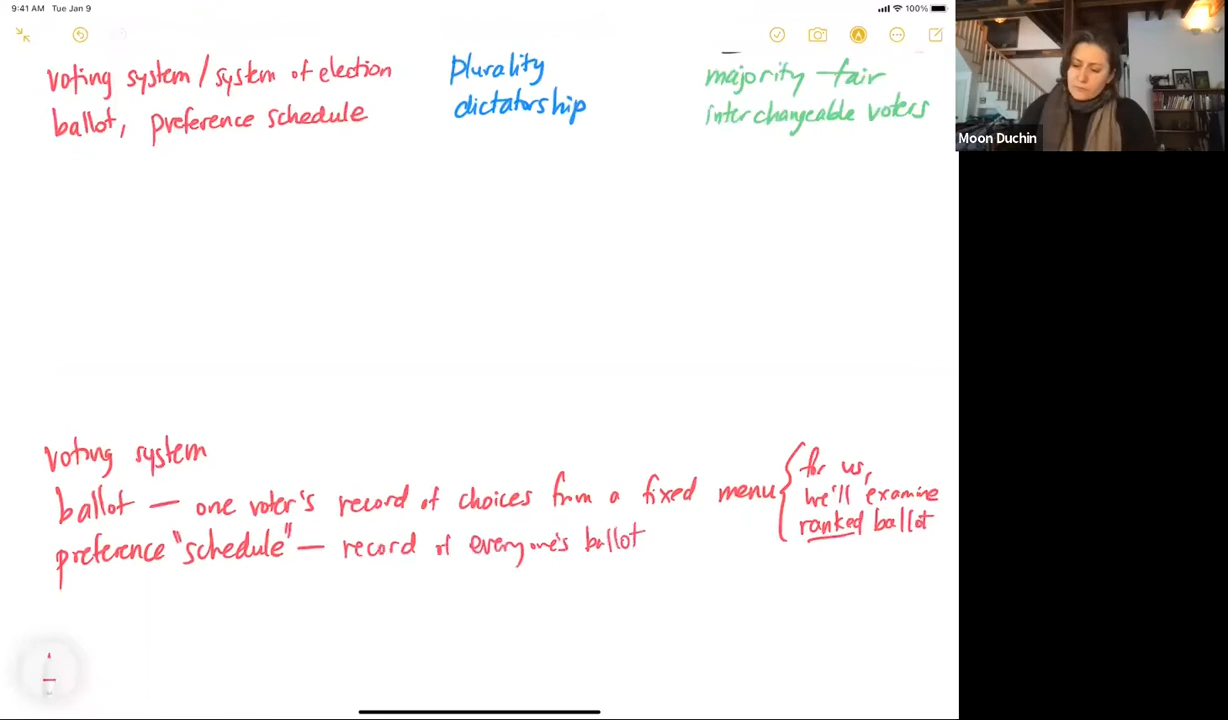 9:41 AM Tue Jan 9
100%
voting system / system of election
ballot, preference schedule
plurality
dictatorship
majority-fair
interchangeable voters
Moon Duchin
voting system
ballot — one voter's record of choices from a fixed menu
preference "schedule" — record of everyone's ballot
for us,
we'll examine
ranked ballot